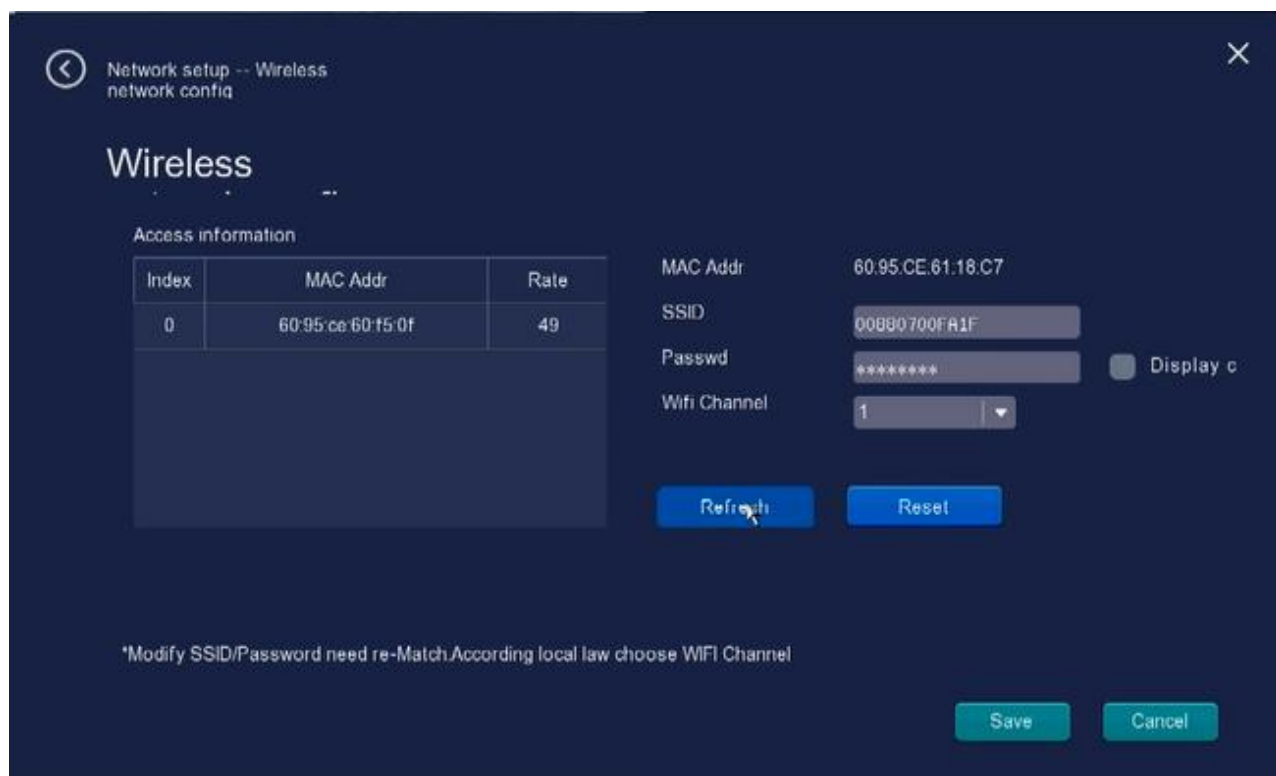 Network setup -- Wireless
network config
Wireless
Access information
Index MAC Addr Rate
0 60:95:ce:60:f5:0f 49
MAC Addr 60:95:CE:61:18:C7
SSID 00880700FA1F
Passwd ********
Display c
Wifi Channel 1
Refresh Reset
*Modify SSID/Password need re-Match.According local law choose WIFI Channel
Save Cancel